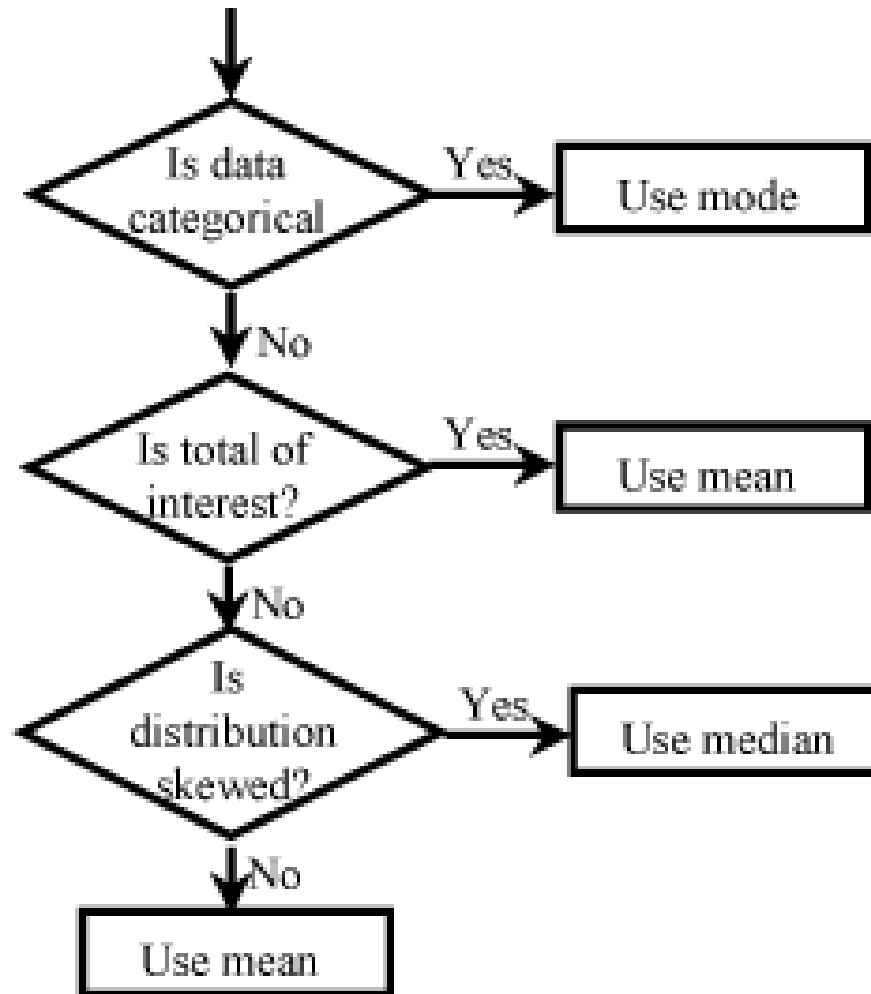 Is data
categorical
Yes
Use mode
No
Is total of
interest?
Yes
Use mean
No
Is
distribution
skewed?
Yes
Use median
No
Use mean